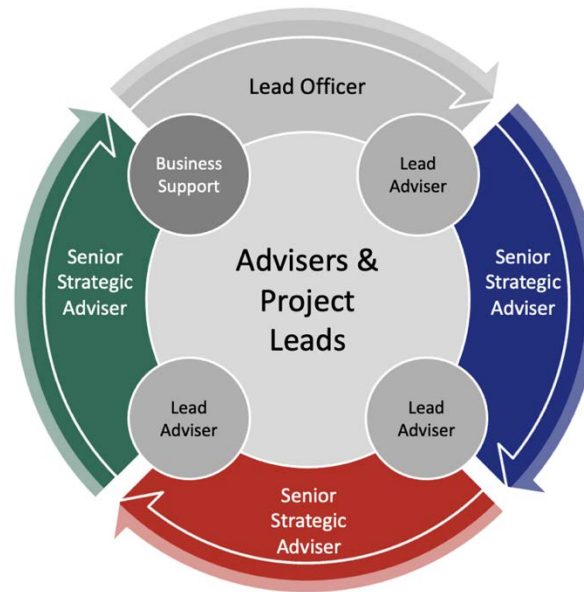 Lead Officer
Business
Support
Lead
Adviser
Senior
Strategic
Adviser
Advisers &
Project
Leads
Senior
Strategic
Adviser
Lead
Adviser
Lead
Adviser
Senior
Strategic
Adviser